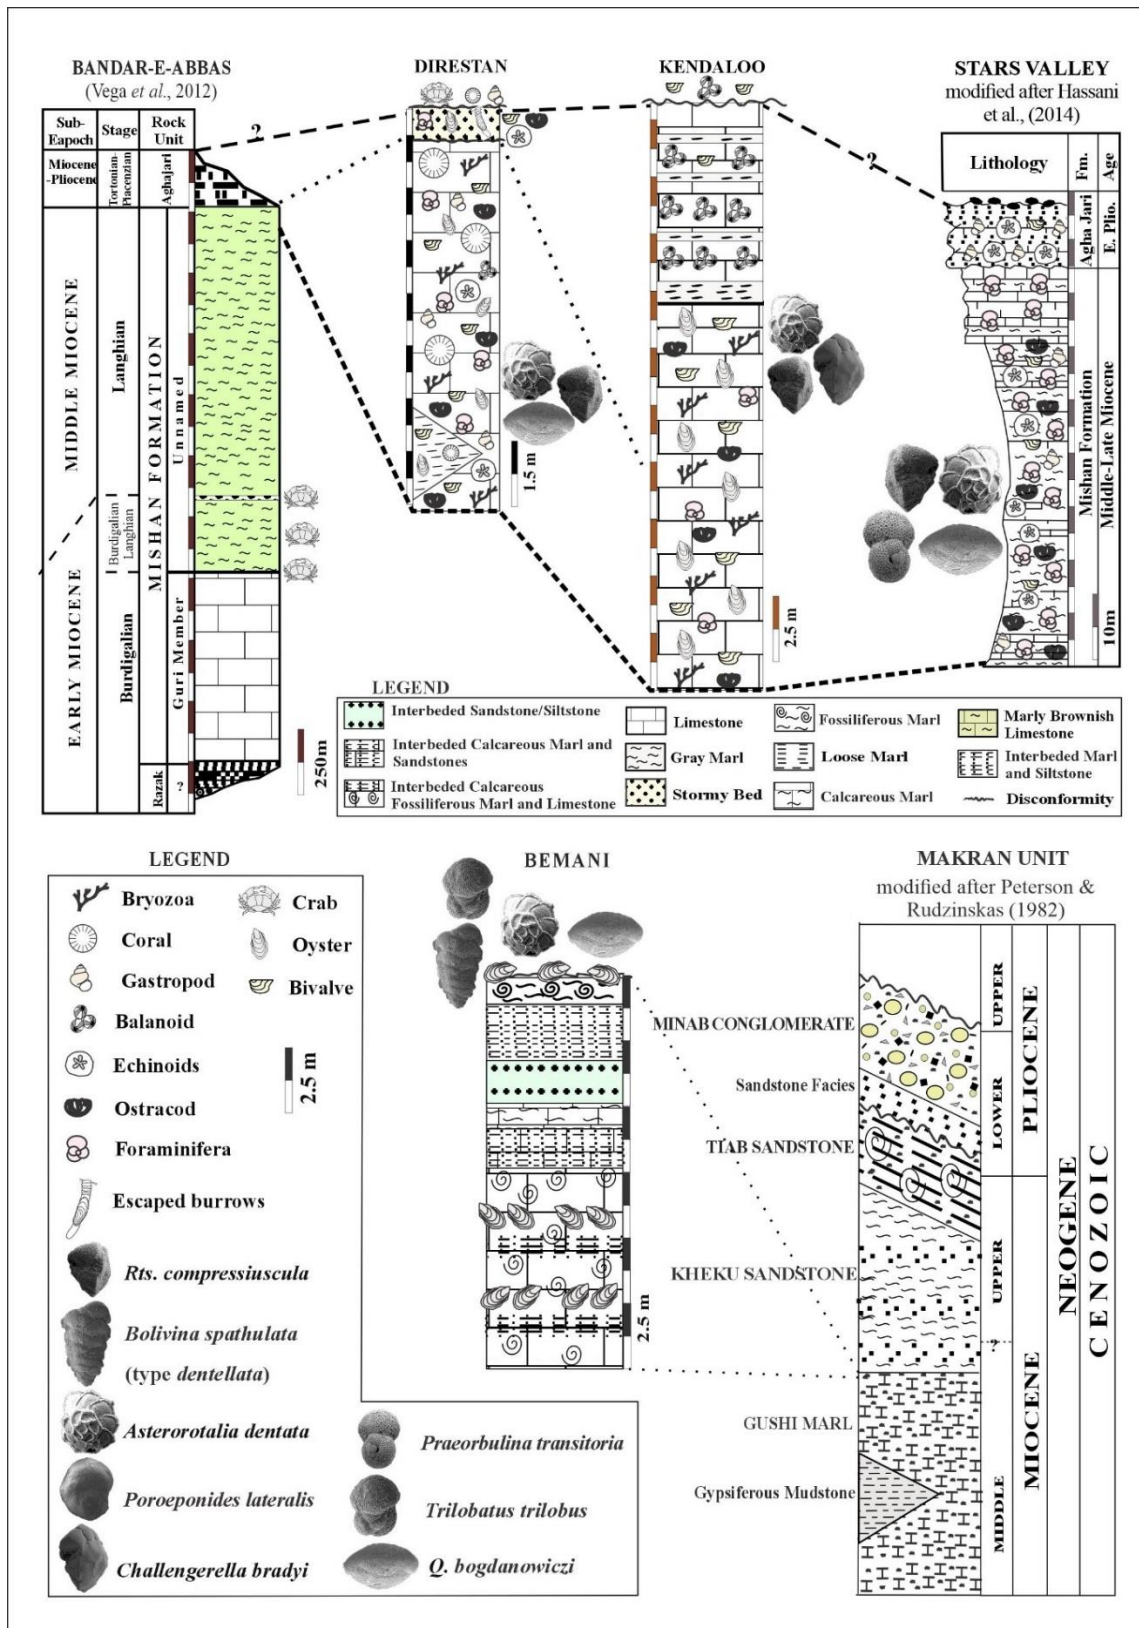 BANDAR-E-ABBAS
(Vega et al., 2012)
Sub-
Eapoch
Stage
Rock
Unit
Miocene
-Pliocene
Tortonian-
Piacenzian
Aghajari
MIDDLE MIOCENE
Langhian
MISHAN FORMATION
Unnamed
Burdigalian
Langhian
EARLY MIOCENE
Burdigalian
Guri Member
Razak
?
250m
?
DIRESTAN
1.5 m
KENDALOO
2.5 m
?
STARS VALLEY
modified after Hassani
et al., (2014)
Lithology
Fm.
Age
Agha Jari
E. Plio.
Mishan Formation
Middle-Late Miocene
10m
LEGEND
Interbeded Sandstone/Siltstone
Interbeded Calcareous Marl and
Sandstones
Interbeded Calcareous
Fossiliferous Marl and Limestone
Limestone
Gray Marl
Stormy Bed
Fossiliferous Marl
Loose Marl
Calcareous Marl
Marly Brownish
Limestone
Interbeded Marl
and Siltstone
Disconformity
LEGEND
Bryozoa
Coral
Gastropod
Balanoid
Echinoids
Ostracod
Foraminifera
Escaped burrows
Crab
Oyster
Bivalve
2.5 m
Rts. compressiuscula
Bolivina spathulata
(type dentellata)
Asterorotalia dentata
Poroeponides lateralis
Challengerella bradyi
Praeorbulina transitoria
Trilobatus trilobus
Q. bogdanowiczi
BEMANI
2.5 m
MAKRAN UNIT
modified after Peterson &
Rudzinskas (1982)
MINAB CONGLOMERATE
Sandstone Facies
TIAB SANDSTONE
KHEKU SANDSTONE
GUSHI MARL
Gypsiferous Mudstone
UPPER
LOWER
PLIOCENE
UPPER
?
MIDDLE
MIOCENE
NEOGENE
CENOZOIC